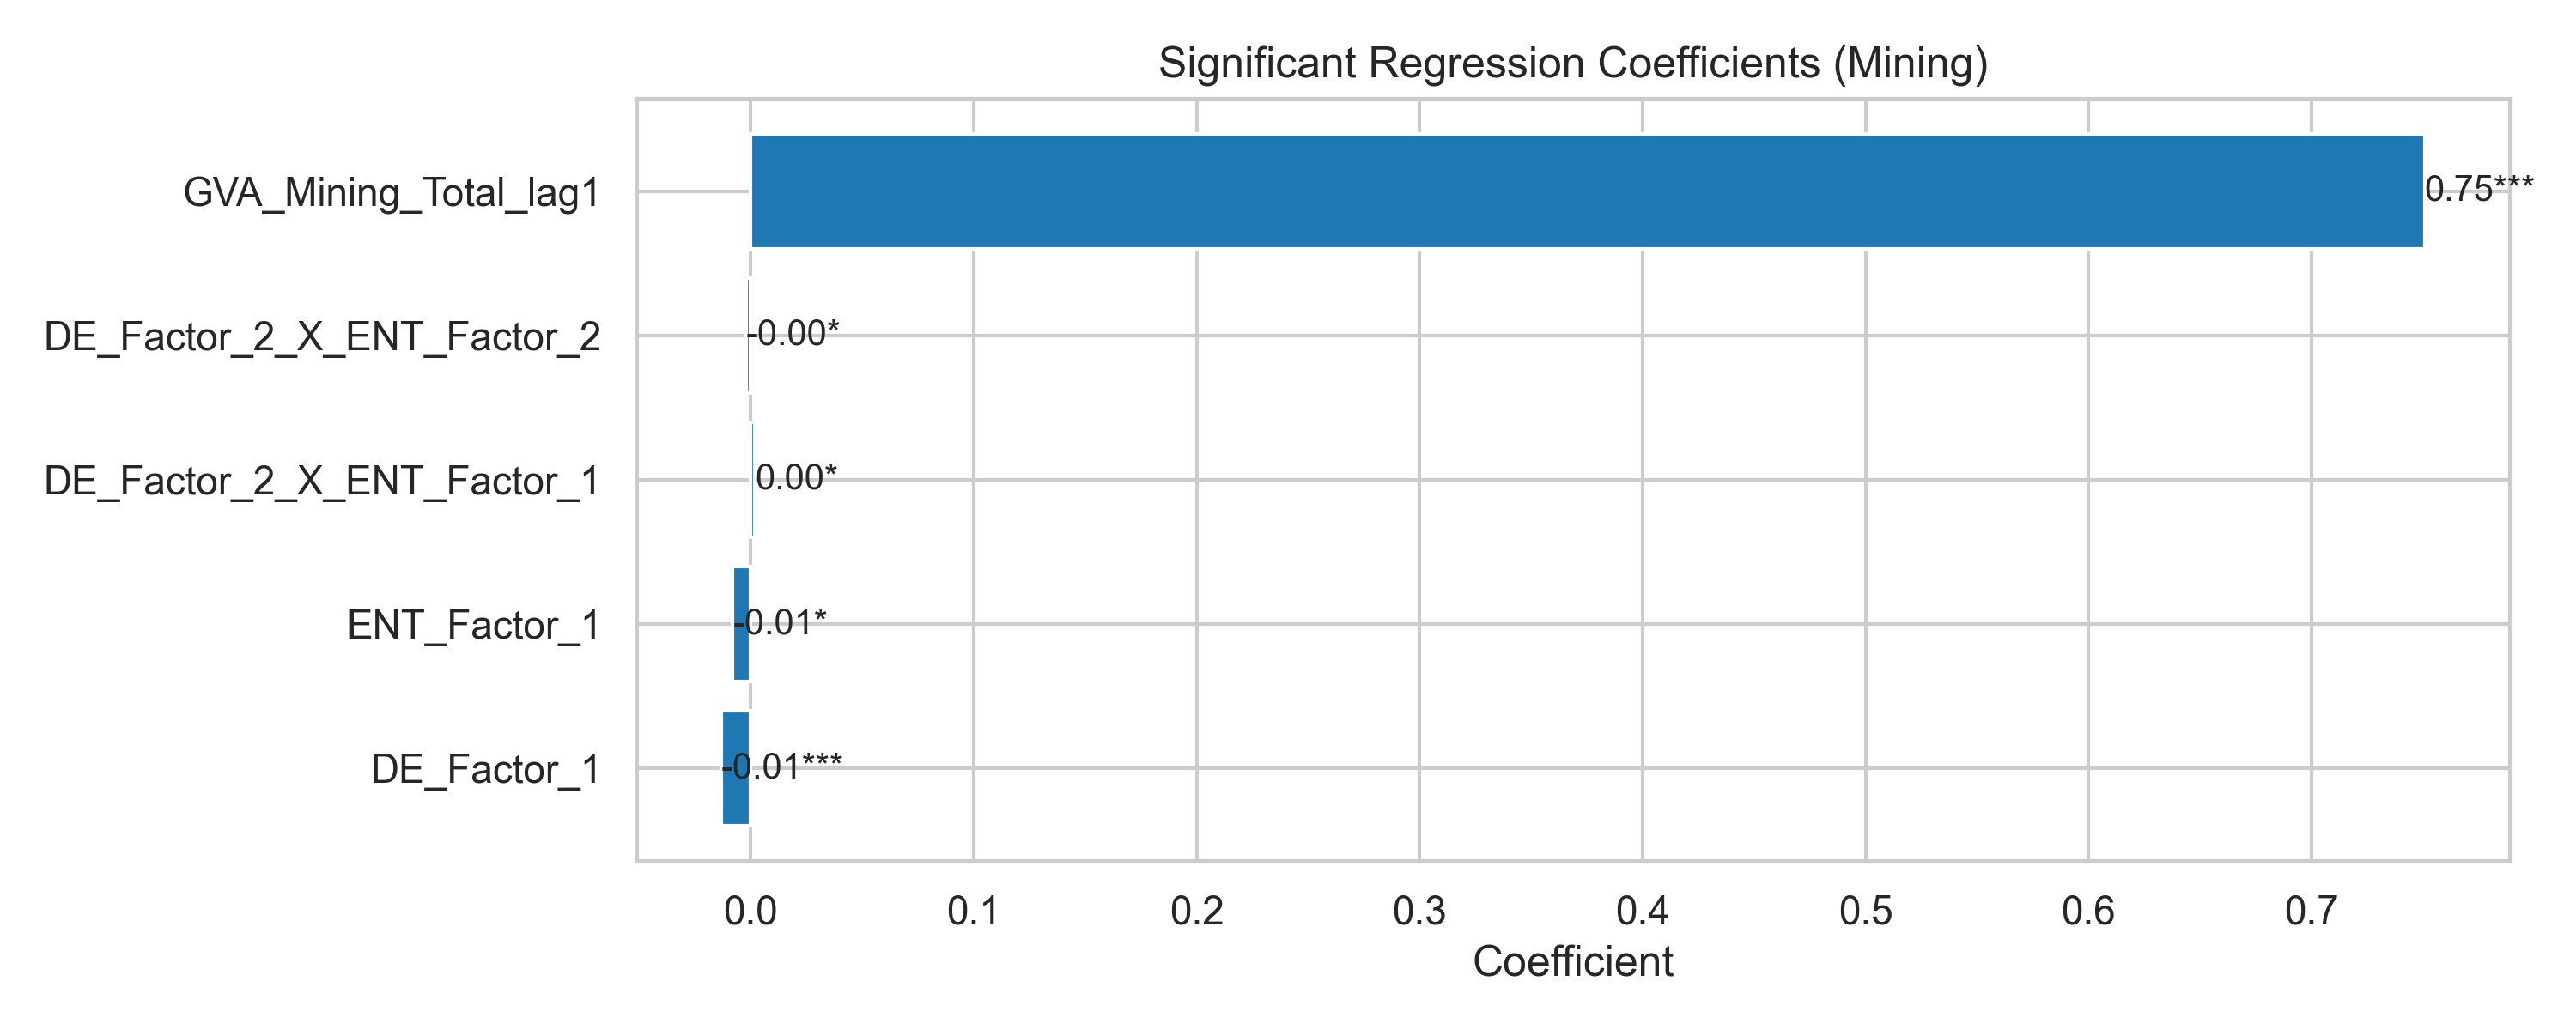 Significant Regression Coefficients (Mining)
GVA_Mining_Total_lag1
0.75***
DE_Factor_2_X_ENT_Factor_2
-0.00*
DE_Factor_2_X_ENT_Factor_1
0.00*
ENT_Factor_1
-0.01*
DE_Factor_1
-0.01***
0.0 0.1 0.2 0.3 0.4 0.5 0.6 0.7
Coefficient